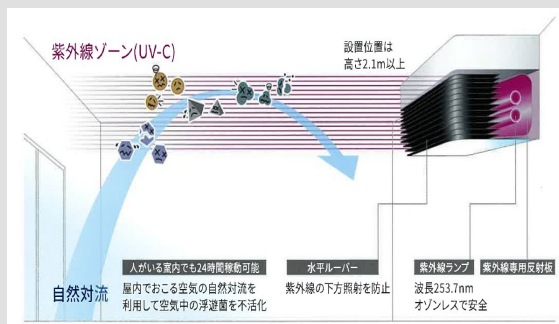 紫外線ゾーン(UV-C)
設置位置は
高さ2.1m以上
人がいる室内でも24時間稼動可能
屋内でおこる空気の自然対流を
利用して空気中の浮遊菌を不活化
自然対流
水平ルーバー
紫外線の下方照射を防止
紫外線ランプ
波長253.7nm
オゾンレスで安全
紫外線専用反射板